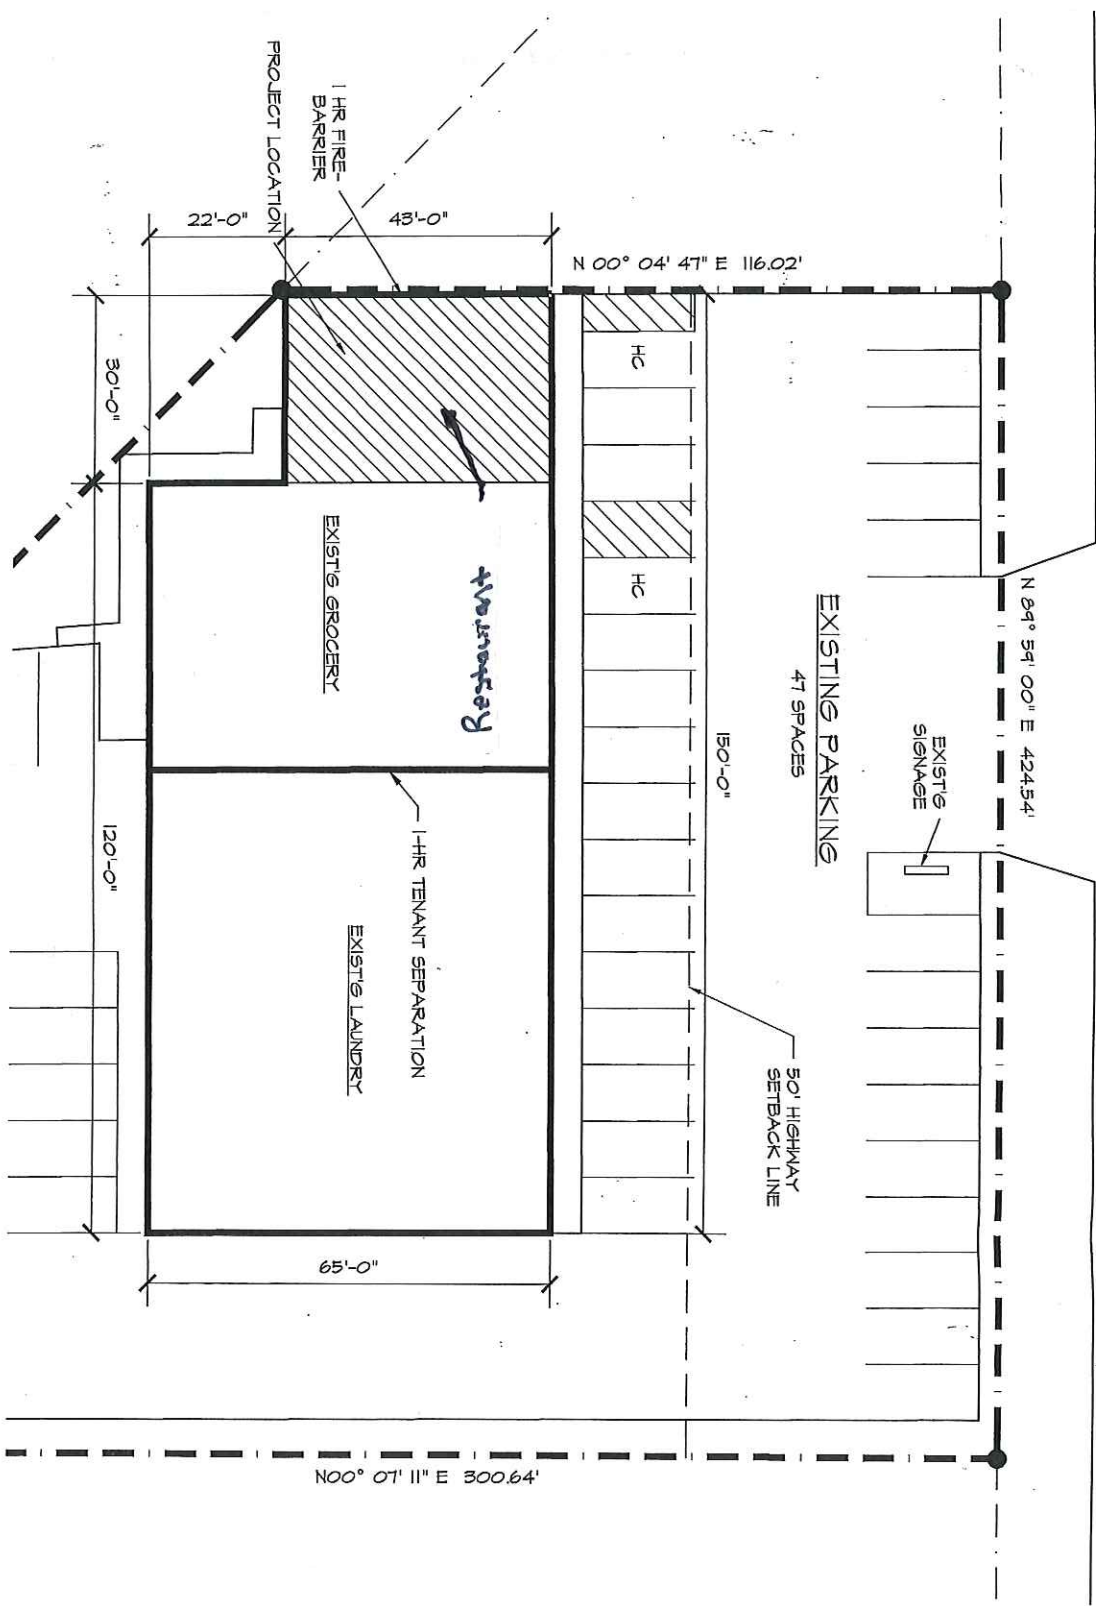 N 89° 59' 00" E 424.54'
EXIST'G
SIGNAGE
EXISTING PARKING
47 SPACES
50' HIGHWAY
SETBACK LINE
150'-0"
N 00° 04' 47" E 116.02'
HC
HC
43'-0"
22'-0"
1 HR FIRE-
BARRIER
PROJECT LOCATION
Restaurant
EXIST'G GROCERY
1-HR TENANT SEPARATION
EXIST'G LAUNDRY
65'-0"
30'-0"
120'-0"
N00° 07' 11" E 300.64'